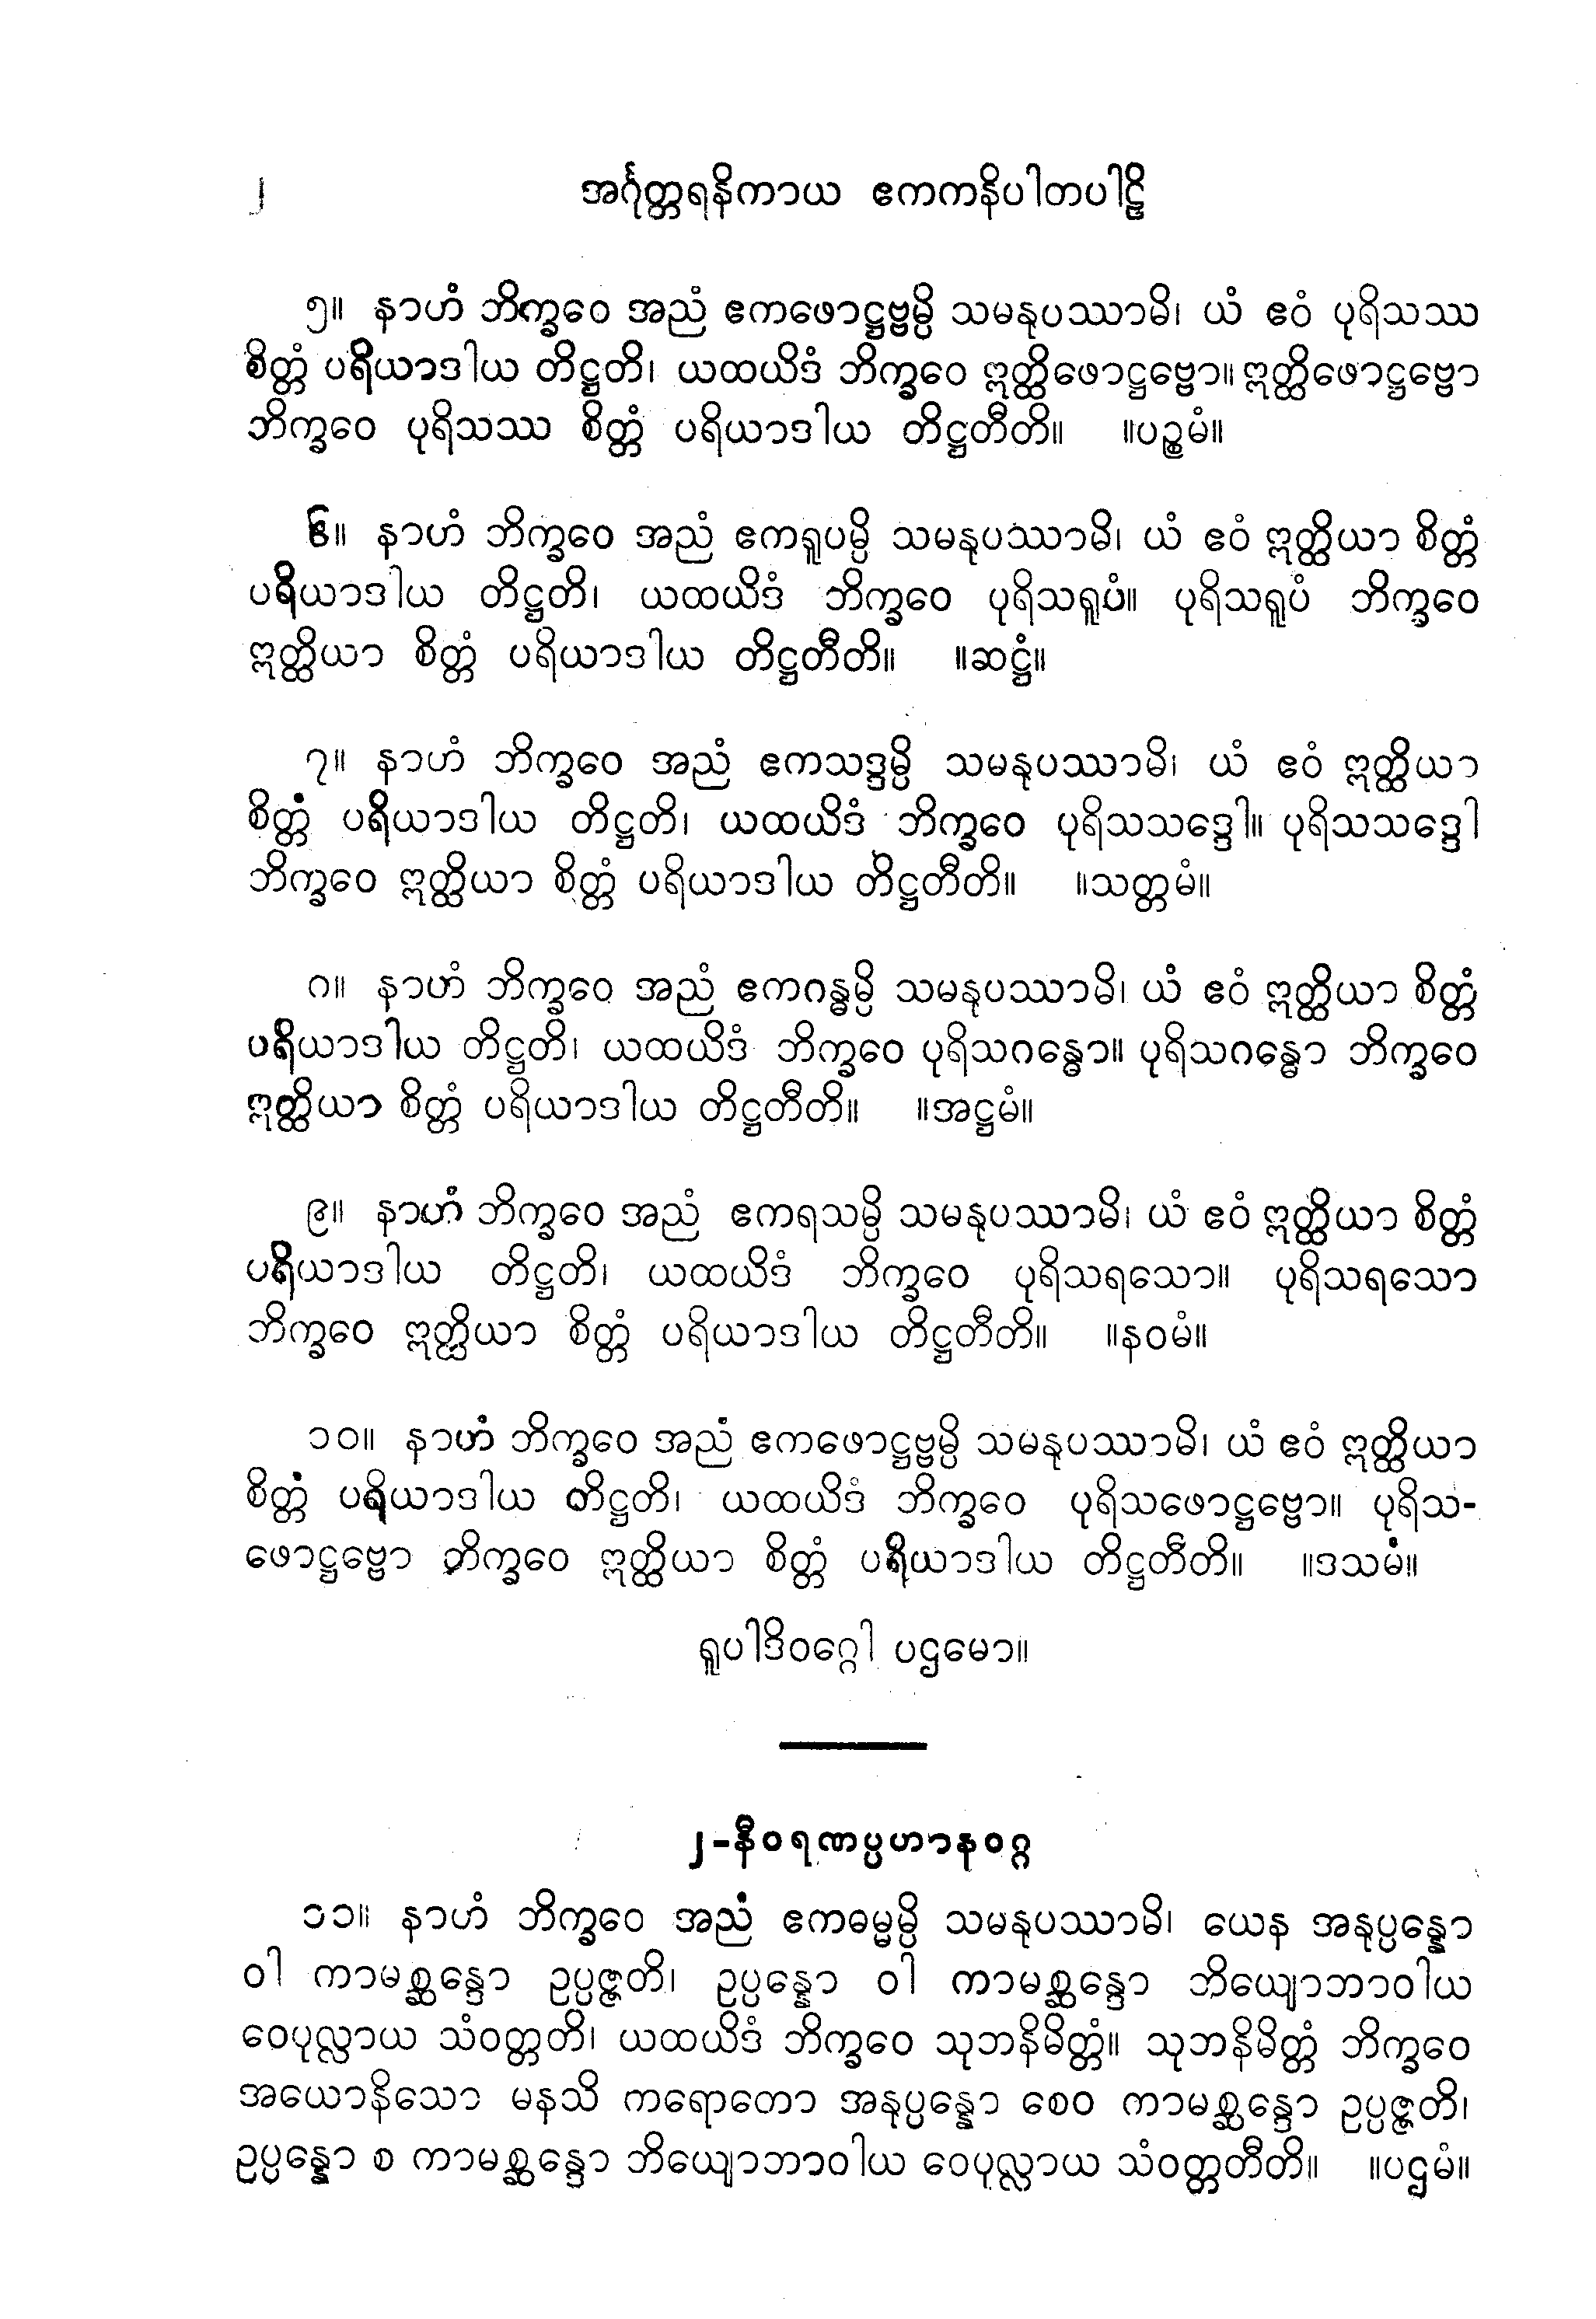 ၂ အင်္ဂုတ္တရနိကာယ ဧကကနိပါတပါဠိ
၅။ နာဟံ ဘိက္ခဝေ အညံ ဧကဖောဋ္ဌဗ္ဗမ္ပိ သမနုပဿာမိ၊ ယံ ဧဝံ ပုရိသဿ
စိတ္တံ ပရိယာဒါယ တိဋ္ဌတိ၊ ယထယိဒံ ဘိက္ခဝေ ဣတ္ထိဖောဋ္ဌဗ္ဗော။ ဣတ္ထိဖောဋ္ဌဗ္ဗော
ဘိက္ခဝေ ပုရိသဿ စိတ္တံ ပရိယာဒါယ တိဋ္ဌတီတိ။ ။ပဉ္စမံ။
၆။ နာဟံ ဘိက္ခဝေ အညံ ဧကရူပမ္ပိ သမနုပဿာမိ၊ ယံ ဧဝံ ဣတ္ထိယာ စိတ္တံ
ပရိယာဒါယ တိဋ္ဌတိ၊ ယထယိဒံ ဘိက္ခဝေ ပုရိသရူပံ။ ပုရိသရူပံ ဘိက္ခဝေ
ဣတ္ထိယာ စိတ္တံ ပရိယာဒါယ တိဋ္ဌတီတိ။ ။ဆဋ္ဌံ။
၇။ နာဟံ ဘိက္ခဝေ အညံ ဧကသဒ္ဒမ္ပိ သမနုပဿာမိ၊ ယံ ဧဝံ ဣတ္ထိယာ
စိတ္တံ ပရိယာဒါယ တိဋ္ဌတိ၊ ယထယိဒံ ဘိက္ခဝေ ပုရိသသဒ္ဒေါ။ ပုရိသသဒ္ဒေါ
ဘိက္ခဝေ ဣတ္ထိယာ စိတ္တံ ပရိယာဒါယ တိဋ္ဌတီတိ။ ။သတ္တမံ။
၈။ နာဟံ ဘိက္ခဝေ အညံ ဧကဂန္ဓမ္ပိ သမနုပဿာမိ၊ ယံ ဧဝံ ဣတ္ထိယာ စိတ္တံ
ပရိယာဒါယ တိဋ္ဌတိ၊ ယထယိဒံ ဘိက္ခဝေ ပုရိသဂန္ဓော။ ပုရိသဂန္ဓော ဘိက္ခဝေ
ဣတ္ထိယာ စိတ္တံ ပရိယာဒါယ တိဋ္ဌတီတိ။ ။အဋ္ဌမံ။
၉။ နာဟံ ဘိက္ခဝေ အညံ ဧကရသမ္ပိ သမနုပဿာမိ၊ ယံ ဧဝံ ဣတ္ထိယာ စိတ္တံ
ပရိယာဒါယ တိဋ္ဌတိ၊ ယထယိဒံ ဘိက္ခဝေ ပုရိသရသော။ ပုရိသရသော
ဘိက္ခဝေ ဣတ္ထိယာ စိတ္တံ ပရိယာဒါယ တိဋ္ဌတီတိ။ ။နဝမံ။
၁၀။ နာဟံ ဘိက္ခဝေ အညံ ဧကဖောဋ္ဌဗ္ဗမ္ပိ သမနုပဿာမိ၊ ယံ ဧဝံ ဣတ္ထိယာ
စိတ္တံ ပရိယာဒါယ တိဋ္ဌတိ၊ ယထယိဒံ ဘိက္ခဝေ ပုရိသဖောဋ္ဌဗ္ဗော။ ပုရိသ-
ဖောဋ္ဌဗ္ဗော ဘိက္ခဝေ ဣတ္ထိယာ စိတ္တံ ပရိယာဒါယ တိဋ္ဌတီတိ။ ။ဒသမံ။
ရူပါဒိဝဂ္ဂေါ ပဌမော။
၂-နီဝရဏပ္ပဟာနဝဂ္ဂ
၁၁။ နာဟံ ဘိက္ခဝေ အညံ ဧကဓမ္မမ္ပိ သမနုပဿာမိ၊ ယေန အနုပ္ပန္နော
ဝါ ကာမစ္ဆန္ဒော ဥပ္ပဇ္ဇတိ၊ ဥပ္ပန္နော ဝါ ကာမစ္ဆန္ဒော ဘိယျောဘာဝါယ
ဝေပုလ္လာယ သံဝတ္တတိ၊ ယထယိဒံ ဘိက္ခဝေ သုဘနိမိတ္တံ။ သုဘနိမိတ္တံ ဘိက္ခဝေ
အယောနိသော မနသိ ကရောတော အနုပ္ပန္နော စေဝ ကာမစ္ဆန္ဒော ဥပ္ပဇ္ဇတိ၊
ဥပ္ပန္နော စ ကာမစ္ဆန္ဒော ဘိယျောဘာဝါယ ဝေပုလ္လာယ သံဝတ္တတီတိ။ ။ပဌမံ။